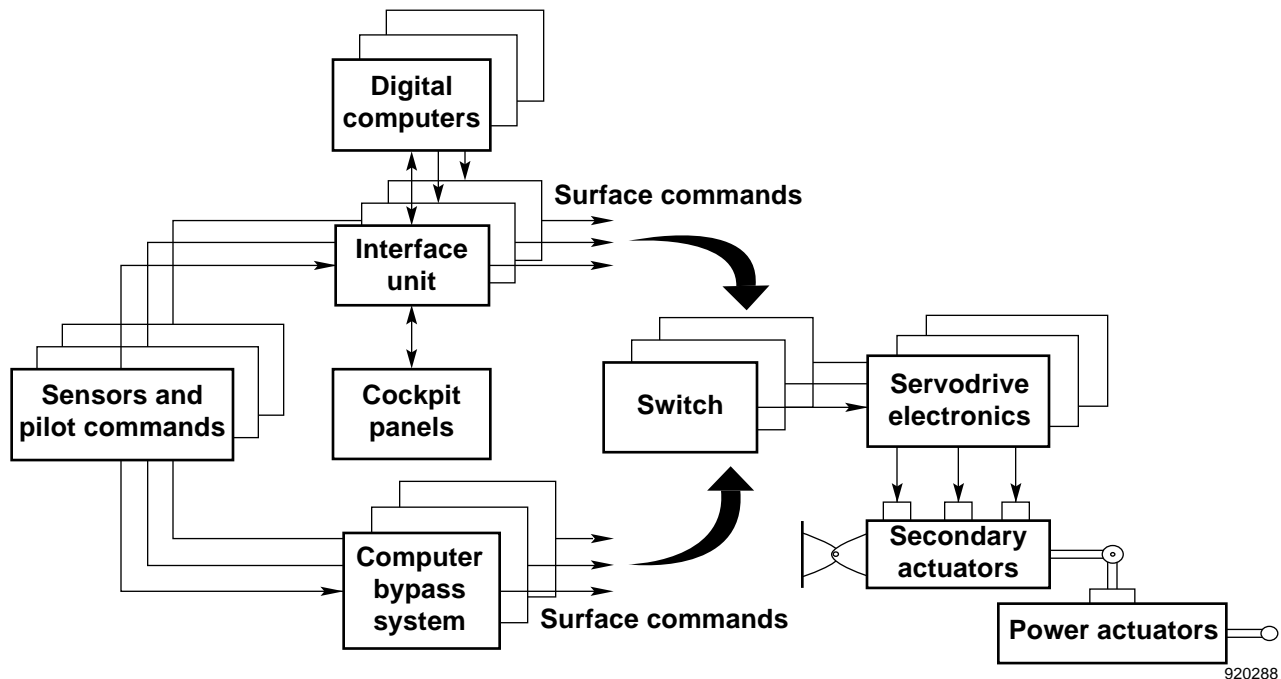 Digital
computers
Surface commands
Interface
unit
Sensors and
pilot commands
Cockpit
panels
Switch
Servodrive
electronics
Computer
bypass
system
Surface commands
Secondary
actuators
Power actuators
920288